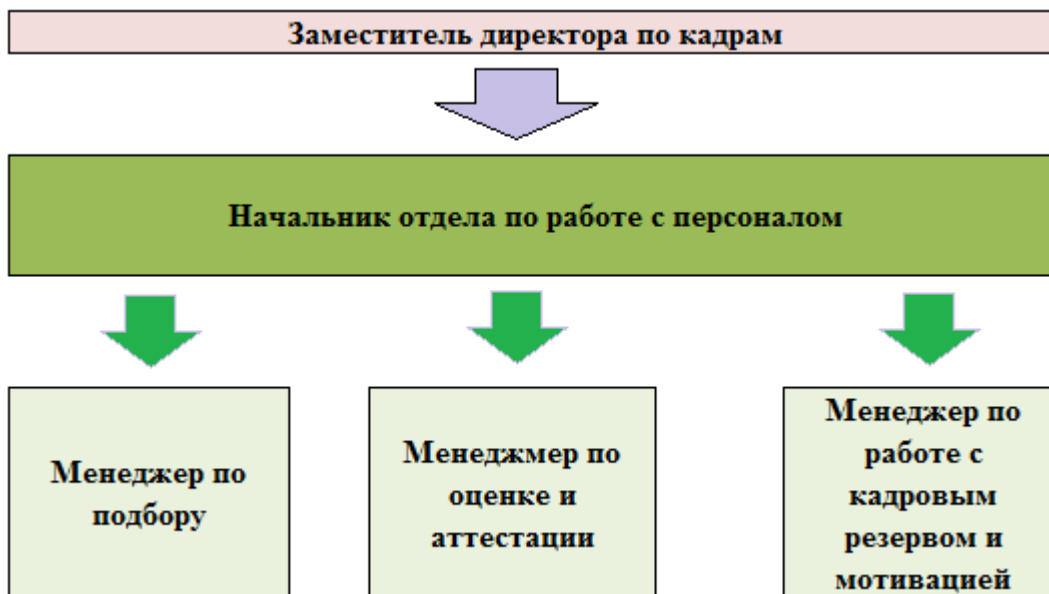 Заместитель директора по кадрам
Начальник отдела по работе с персоналом
Менеджер по
подбору
Менеджмер по
оценке и
аттестации
Менеджер по
работе с
кадровым
резервом и
мотивацией